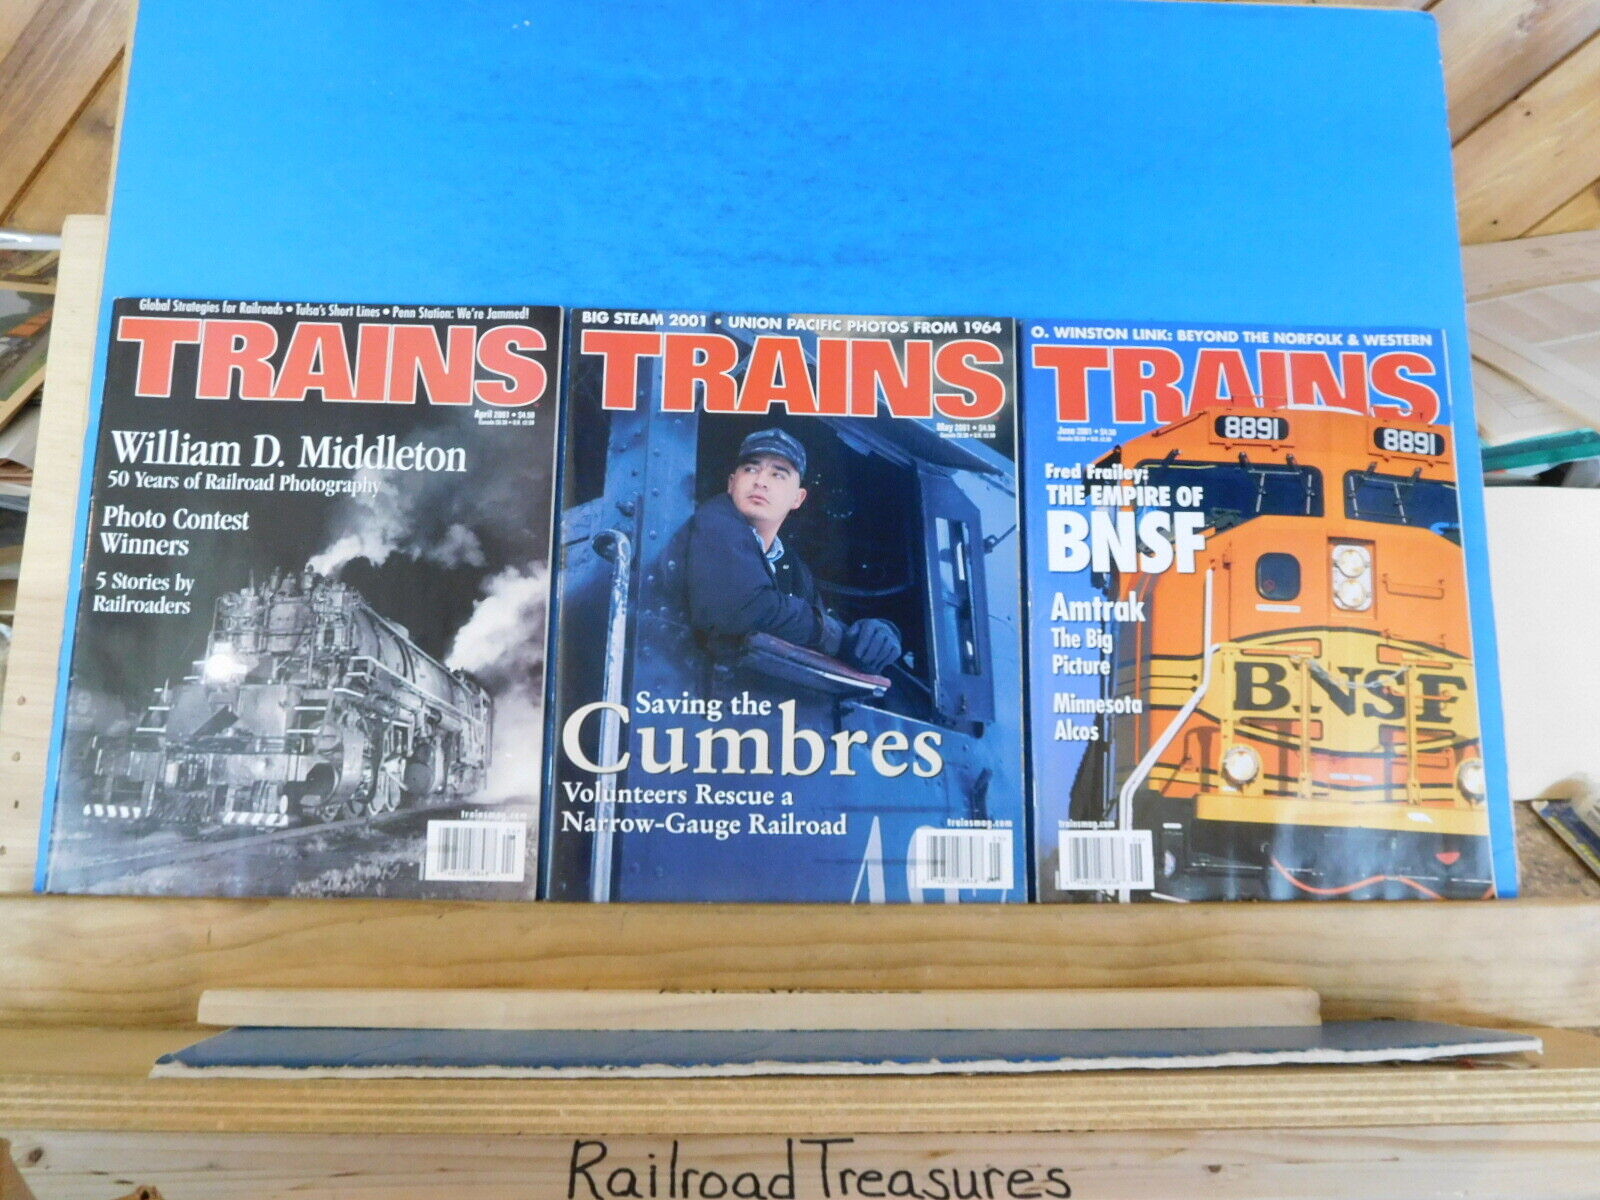 Global Strategies for Railroads • Tulsa's Short Lines • Penn Station: We're Jammed!
TRAINS
April 2001 • $4.50
William D. Middleton
50 Years of Railroad Photography
Photo Contest
Winners
5 Stories by
Railroaders
trainsmag.com
BIG STEAM 2001 • UNION PACIFIC PHOTOS FROM 1964
TRAINS
May 2001 • $4.50
Saving the
Cumbres
Volunteers Rescue a
Narrow-Gauge Railroad
trainsmag.com
O. WINSTON LINK: BEYOND THE NORFOLK & WESTERN
TRAINS
June 2001 • $4.50
8891
8891
Fred Frailey:
THE EMPIRE OF
BNSF
Amtrak
The Big
Picture
Minnesota
Alcos
BNSF
trainsmag.com
Railroad Treasures